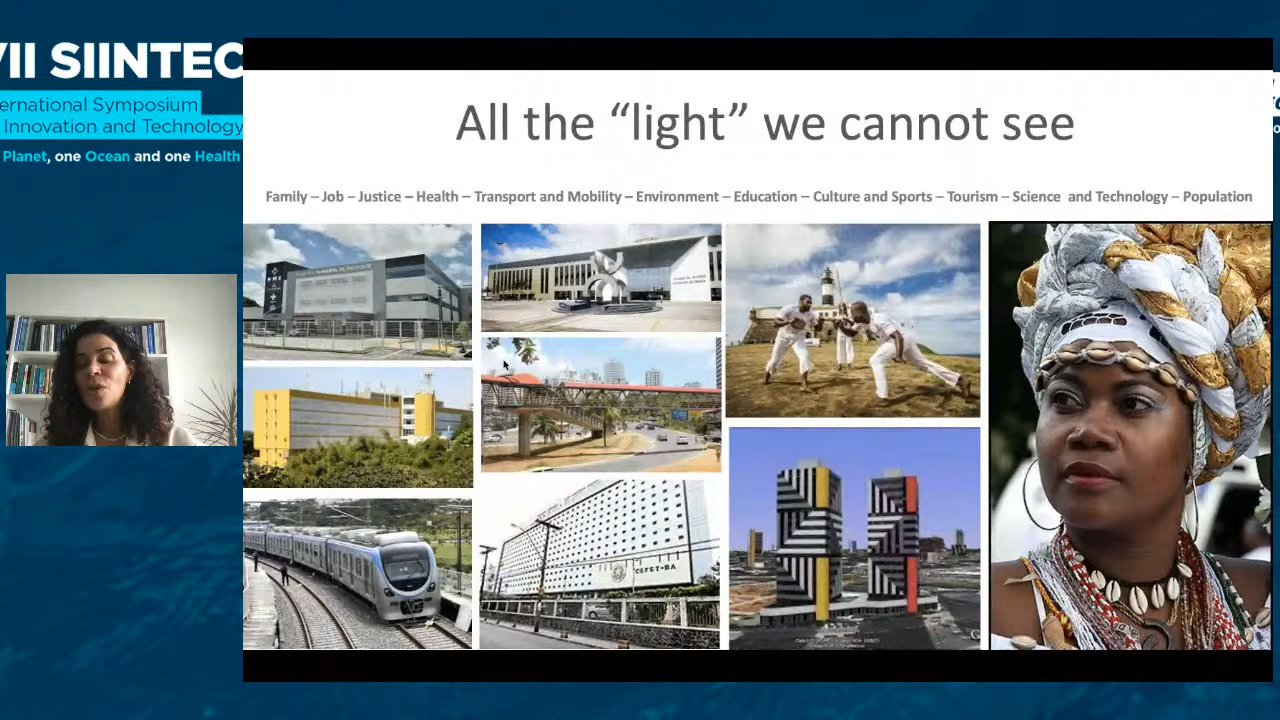 VII SIINTEC
ernational Symposium
Innovation and Technology
Planet, one Ocean and one Health
All the “light” we cannot see
Family – Job – Justice – Health – Transport and Mobility – Environment – Education – Culture and Sports – Tourism – Science and Technology – Population
CEFET-BA